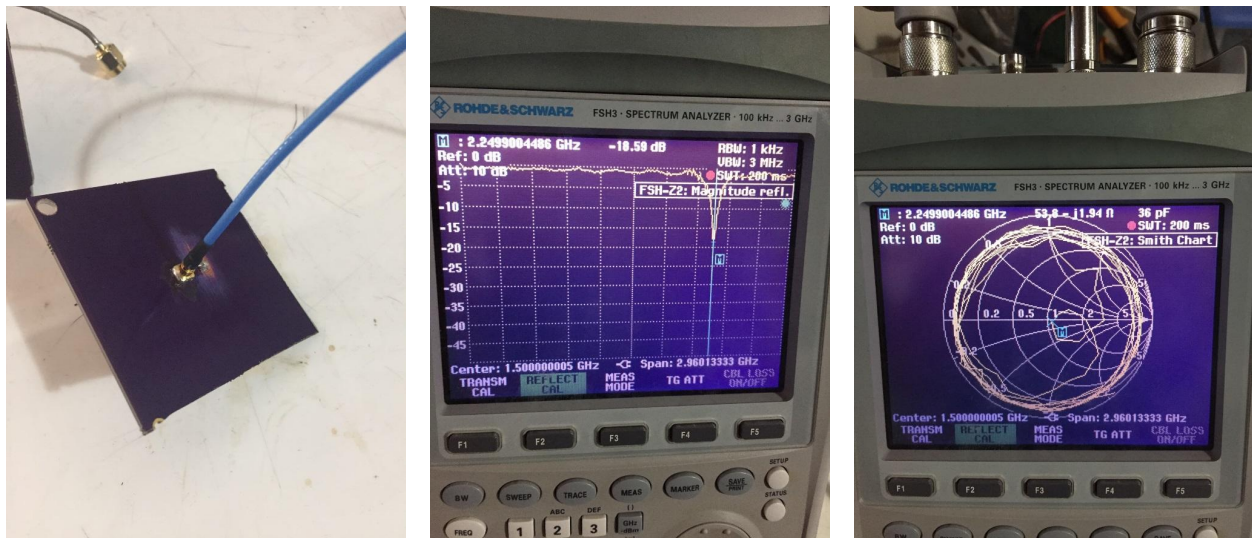 ROHDE&SCHWARZ FSH3 · SPECTRUM ANALYZER · 100 kHz ... 3 GHz
M : 2.2499004486 GHz -18.59 dB RBW: 1 kHz
Ref: 0 dB VBW: 3 MHz
Att: 10 dB SWT: 200 ms
FSH-Z2: Magnitude refl.
-5
-10
-15
-20
-25
-30
-35
-40
-45
M
Center: 1.500000005 GHz Span: 2.96013333 GHz
TRANSM CAL
REFLECT CAL
MEAS MODE
TG ATT
CBL LOSS ON/OFF
F1 F2 F3 F4 F5
SETUP
BW SWEEP TRACE MEAS MARKER SAVE PRINT
STATUS
ABC DEF ( )
FREQ 1 2 3 GHz -dBm
ROHDE&SCHWARZ FSH3 · SPECTRUM ANALYZER · 100 kHz ... 3 GHz
M : 2.2499004486 GHz 53.8 - j1.94 Ω 36 pF
Ref: 0 dB SWT: 200 ms
Att: 10 dB FSH-Z2: Smith Chart
0 0.2 0.5 1 2 5
M
Center: 1.500000005 GHz Span: 2.96013333 GHz
TRANSM CAL
REFLECT CAL
MEAS MODE
TG ATT
CBL LOSS ON/OFF
F1 F2 F3 F4 F5
SETUP